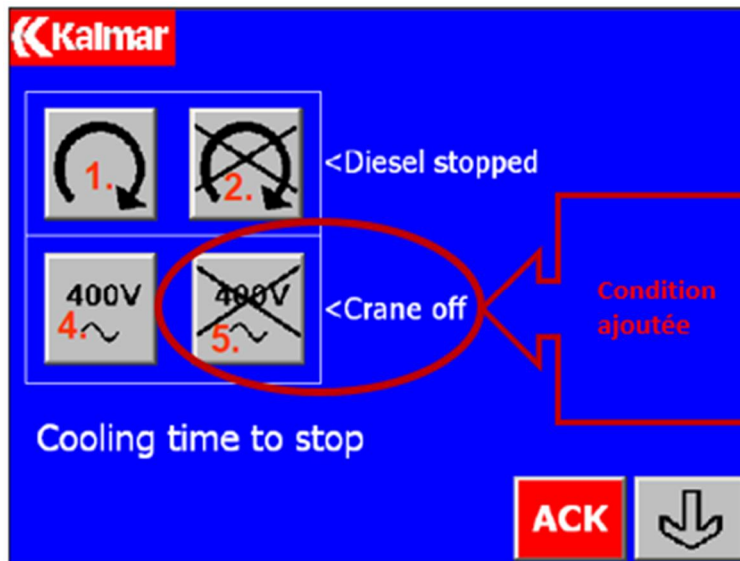 Kalmar
1.
2.
<Diesel stopped
400V
4.
400V
5.
<Crane off
Condition
ajoutée
Cooling time to stop
ACK